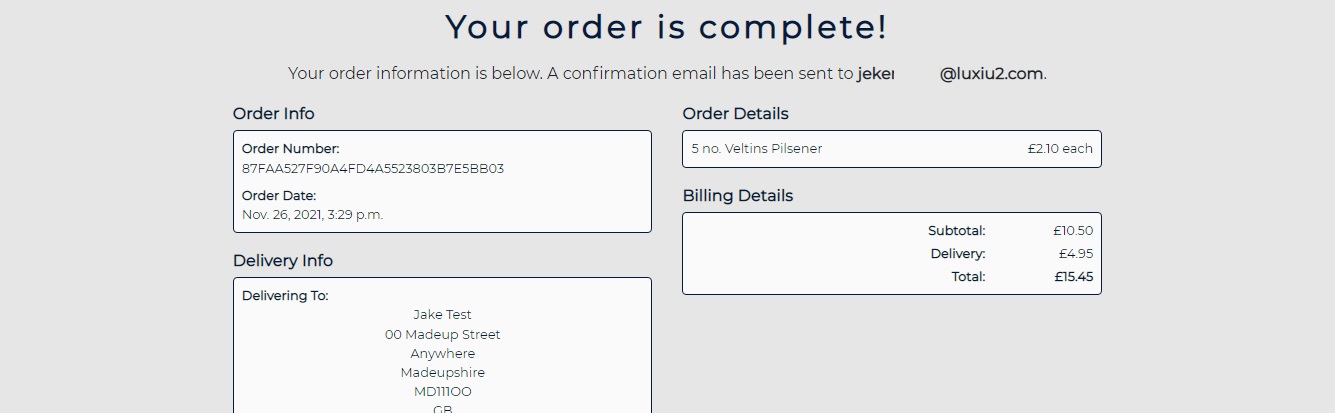 Your order is complete!
Your order information is below. A confirmation email has been sent to jeker @luxiu2.com.
Order Info
Order Number:
87FAA527F90A4FD4A5523803B7E5BB03
Order Date:
Nov. 26, 2021, 3:29 p.m.
Delivery Info
Delivering To:
Jake Test
00 Madeup Street
Anywhere
Madeupshire
MD111OO
GB
Order Details
5 no. Veltins Pilsener £2.10 each
Billing Details
Subtotal: £10.50
Delivery: £4.95
Total: £15.45